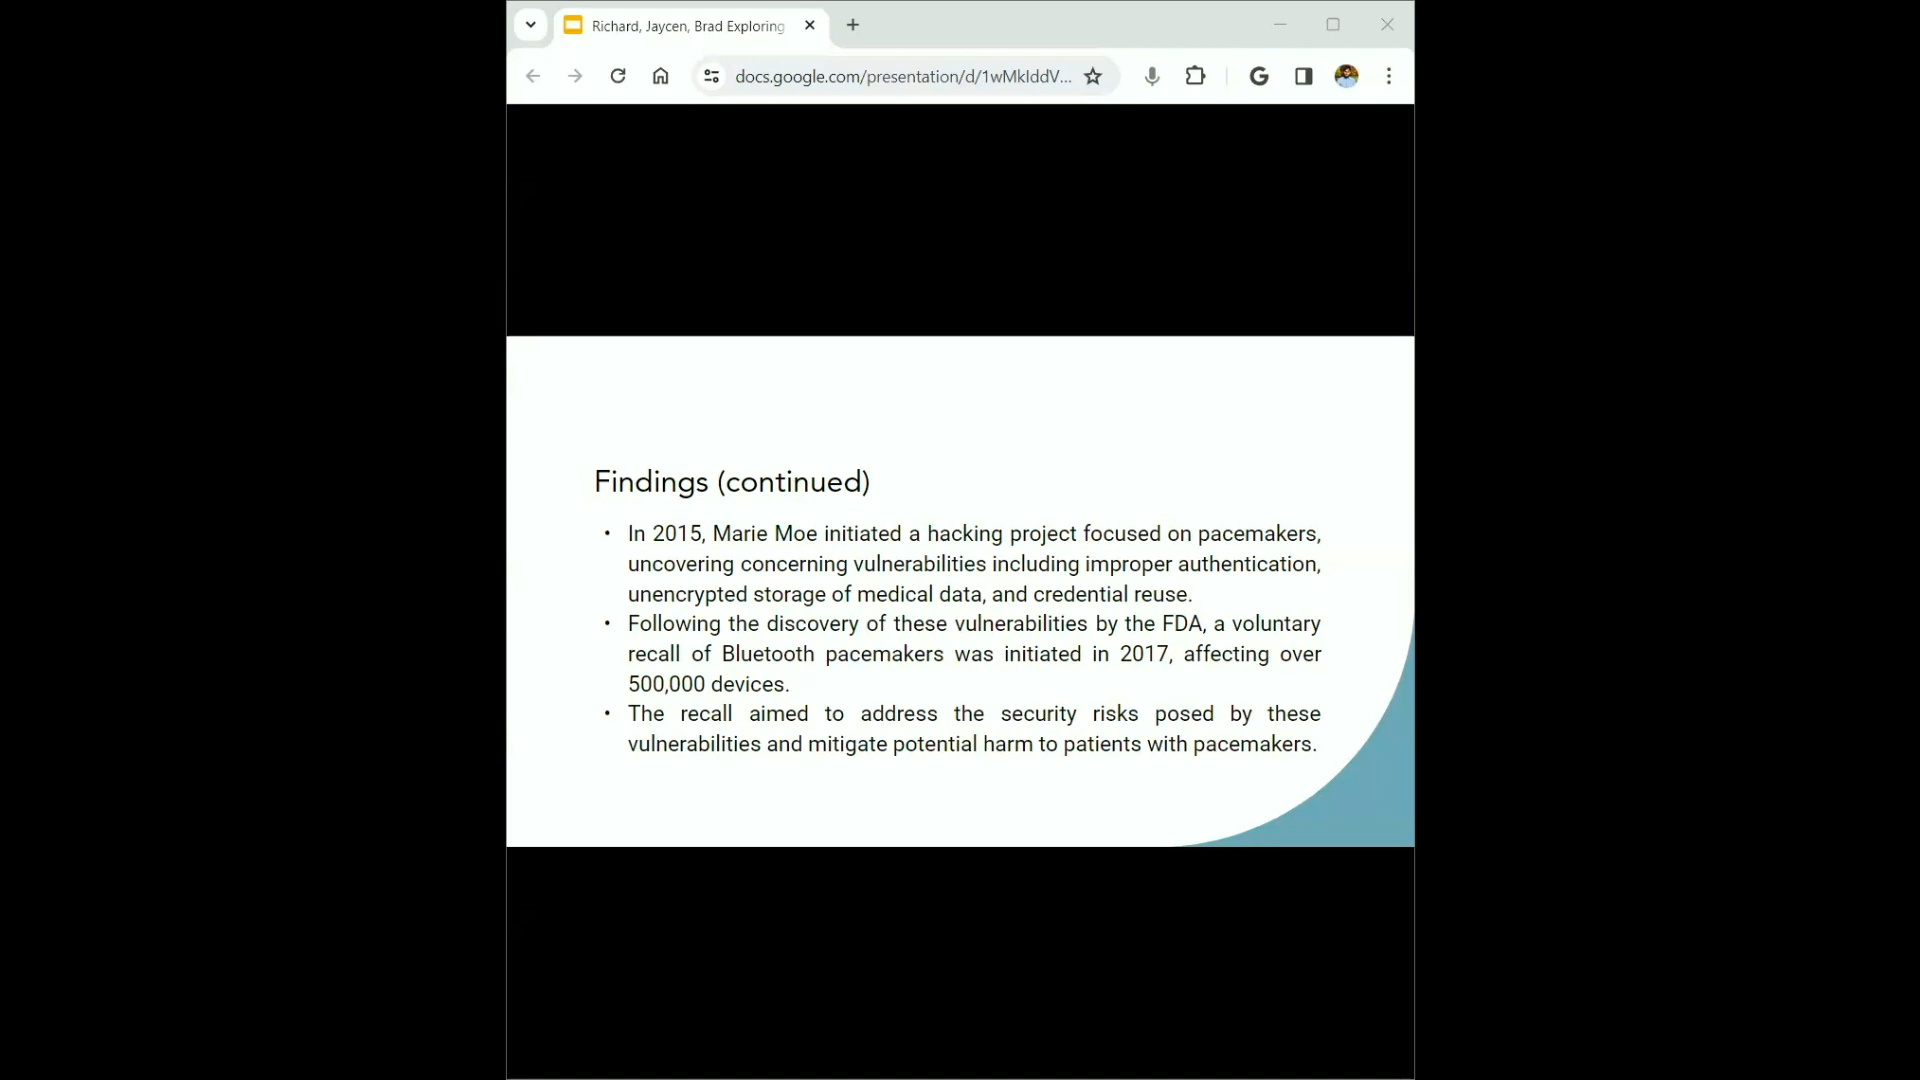 Richard, Jaycen, Brad Exploring
docs.google.com/presentation/d/1wMkIddV...
Findings (continued)
• In 2015, Marie Moe initiated a hacking project focused on pacemakers,
uncovering concerning vulnerabilities including improper authentication,
unencrypted storage of medical data, and credential reuse.
• Following the discovery of these vulnerabilities by the FDA, a voluntary
recall of Bluetooth pacemakers was initiated in 2017, affecting over
500,000 devices.
• The recall aimed to address the security risks posed by these
vulnerabilities and mitigate potential harm to patients with pacemakers.